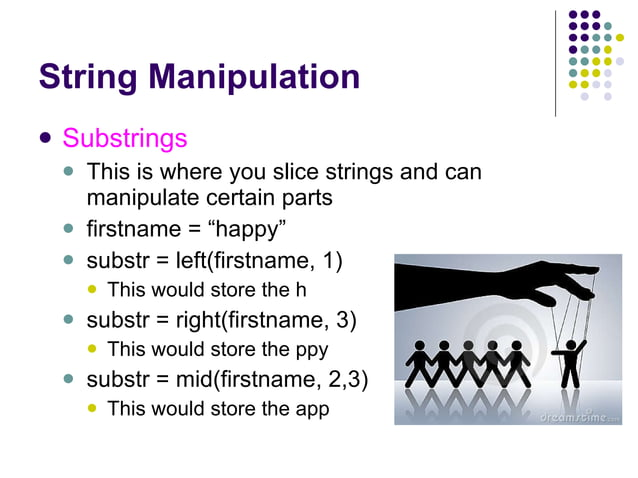 String Manipulation
Substrings
This is where you slice strings and can
manipulate certain parts
firstname = “happy”
substr = left(firstname, 1)
This would store the h
substr = right(firstname, 3)
This would store the ppy
substr = mid(firstname, 2,3)
This would store the app
dreamstime.com